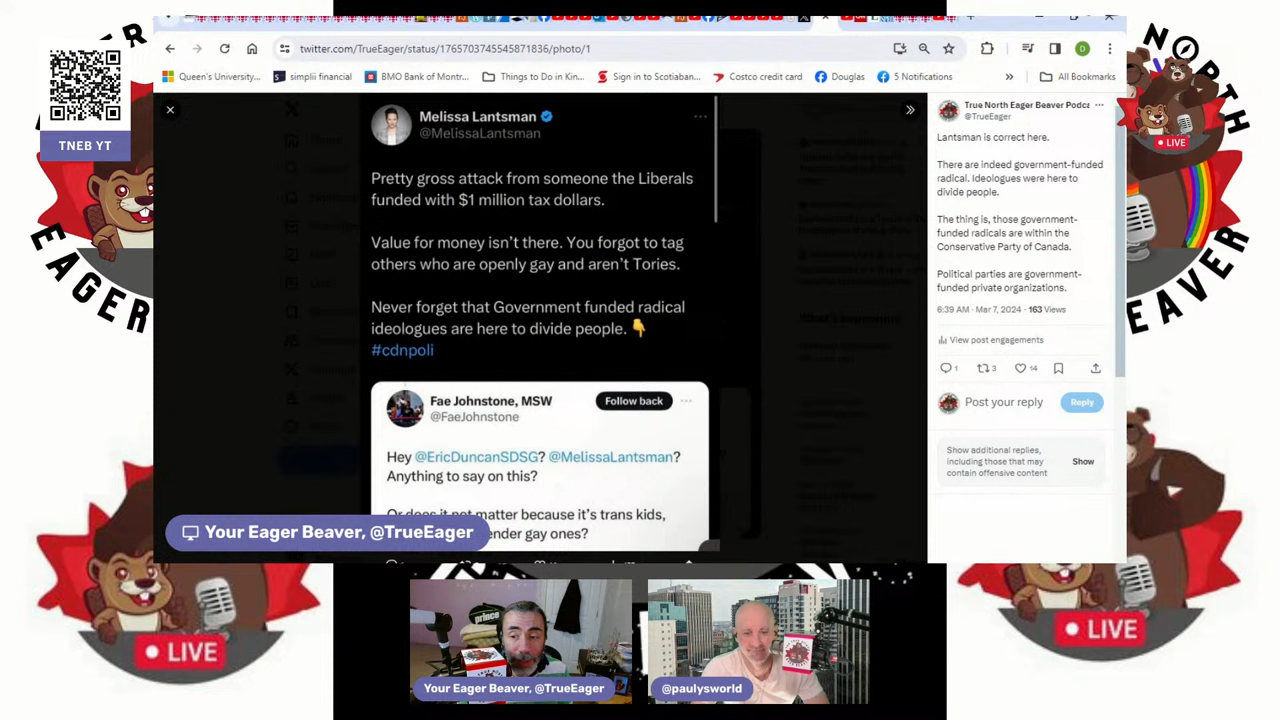 TNEB YT
twitter.com/TrueEager/status/1765703745545871836/photo/1
Queen's University...
simplii financial
BMO Bank of Montr...
Things to Do in Kin...
Sign in to Scotiaban...
Costco credit card
Douglas
5 Notifications
All Bookmarks
Melissa Lantsman
@MelissaLantsman
Pretty gross attack from someone the Liberals
funded with $1 million tax dollars.
Value for money isn't there. You forgot to tag
others who are openly gay and aren't Tories.
Never forget that Government funded radical
ideologues are here to divide people. 👇
#cdnpoli
Fae Johnstone, MSW
@FaeJohnstone
Follow back
Hey @EricDuncanSDSG? @MelissaLantsman?
Anything to say on this?
Or does it not matter because it's trans kids,
ender gay ones?
True North Eager Beaver Podca
@TrueEager
Lantsman is correct here.
There are indeed government-funded
radical. Ideologues were here to
divide people.
The thing is, those government-
funded radicals are within the
Conservative Party of Canada.
Political parties are government-
funded private organizations.
6:39 AM · Mar 7, 2024 · 163 Views
View post engagements
1
3
14
Post your reply
Reply
Show additional replies,
including those that may
contain offensive content
Show
Your Eager Beaver, @TrueEager
EAGER
NORTH
BEAVER
LIVE
LIVE
LIVE
prince
Your Eager Beaver, @TrueEager
@paulysworld